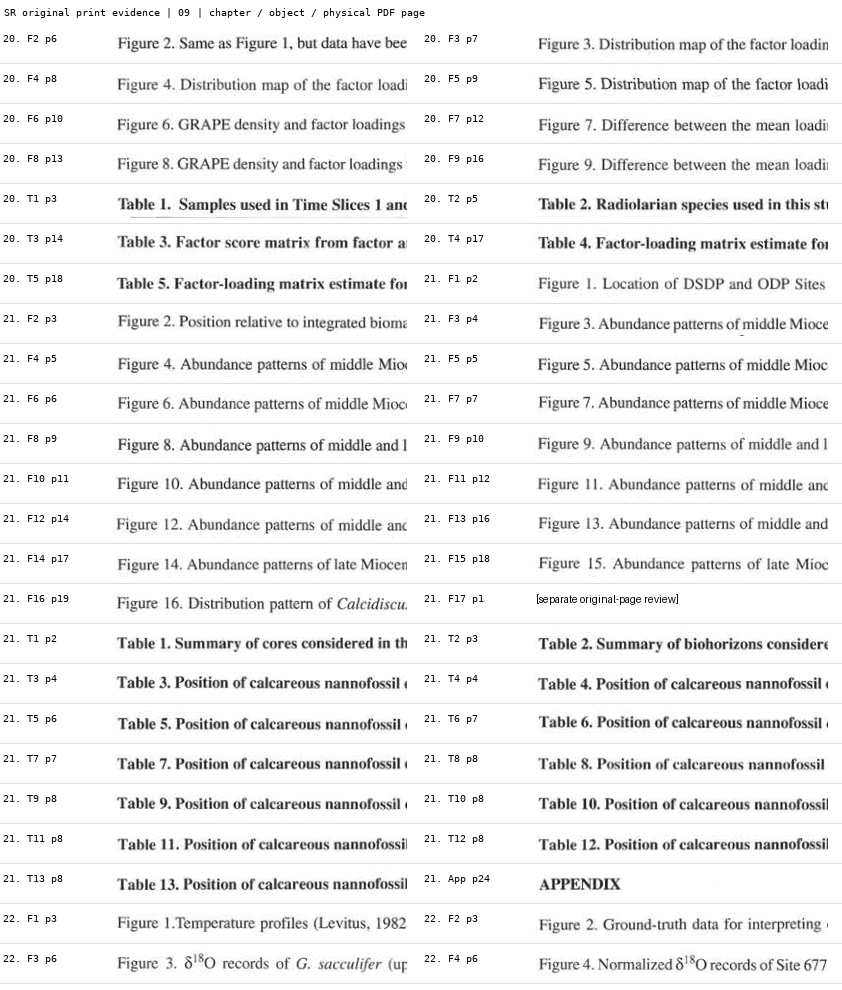 SR original print evidence | 09 | chapter / object / physical PDF page
20. F2 p6 Figure 2. Same as Figure 1, but data have bee
20. F3 p7 Figure 3. Distribution map of the factor loadin
20. F4 p8 Figure 4. Distribution map of the factor loadi
20. F5 p9 Figure 5. Distribution map of the factor loadi
20. F6 p10 Figure 6. GRAPE density and factor loadings
20. F7 p12 Figure 7. Difference between the mean loadi
20. F8 p13 Figure 8. GRAPE density and factor loadings
20. F9 p16 Figure 9. Difference between the mean loadi
20. T1 p3 Table 1. Samples used in Time Slices 1 and
20. T2 p5 Table 2. Radiolarian species used in this stu
20. T3 p14 Table 3. Factor score matrix from factor a
20. T4 p17 Table 4. Factor-loading matrix estimate for
20. T5 p18 Table 5. Factor-loading matrix estimate for
21. F1 p2 Figure 1. Location of DSDP and ODP Sites
21. F2 p3 Figure 2. Position relative to integrated bioma
21. F3 p4 Figure 3. Abundance patterns of middle Mioce
21. F4 p5 Figure 4. Abundance patterns of middle Mioc
21. F5 p5 Figure 5. Abundance patterns of middle Mioc
21. F6 p6 Figure 6. Abundance patterns of middle Mioc
21. F7 p7 Figure 7. Abundance patterns of middle Mioce
21. F8 p9 Figure 8. Abundance patterns of middle and l
21. F9 p10 Figure 9. Abundance patterns of middle and l
21. F10 p11 Figure 10. Abundance patterns of middle and
21. F11 p12 Figure 11. Abundance patterns of middle and
21. F12 p14 Figure 12. Abundance patterns of middle and
21. F13 p16 Figure 13. Abundance patterns of middle and
21. F14 p17 Figure 14. Abundance patterns of late Miocen
21. F15 p18 Figure 15. Abundance patterns of late Mioc
21. F16 p19 Figure 16. Distribution pattern of Calcidiscu
21. F17 p1 [separate original-page review]
21. T1 p2 Table 1. Summary of cores considered in th
21. T2 p3 Table 2. Summary of biohorizons considere
21. T3 p4 Table 3. Position of calcareous nannofossil
21. T4 p4 Table 4. Position of calcareous nannofossil
21. T5 p6 Table 5. Position of calcareous nannofossil
21. T6 p7 Table 6. Position of calcareous nannofossil
21. T7 p7 Table 7. Position of calcareous nannofossil
21. T8 p8 Table 8. Position of calcareous nannofossil
21. T9 p8 Table 9. Position of calcareous nannofossil
21. T10 p8 Table 10. Position of calcareous nannofossil
21. T11 p8 Table 11. Position of calcareous nannofossil
21. T12 p8 Table 12. Position of calcareous nannofossil
21. T13 p8 Table 13. Position of calcareous nannofossil
21. App p24 APPENDIX
22. F1 p3 Figure 1.Temperature profiles (Levitus, 1982
22. F2 p3 Figure 2. Ground-truth data for interpreting
22. F3 p6 Figure 3. δ¹⁸O records of G. sacculifer (up
22. F4 p6 Figure 4. Normalized δ¹⁸O records of Site 677